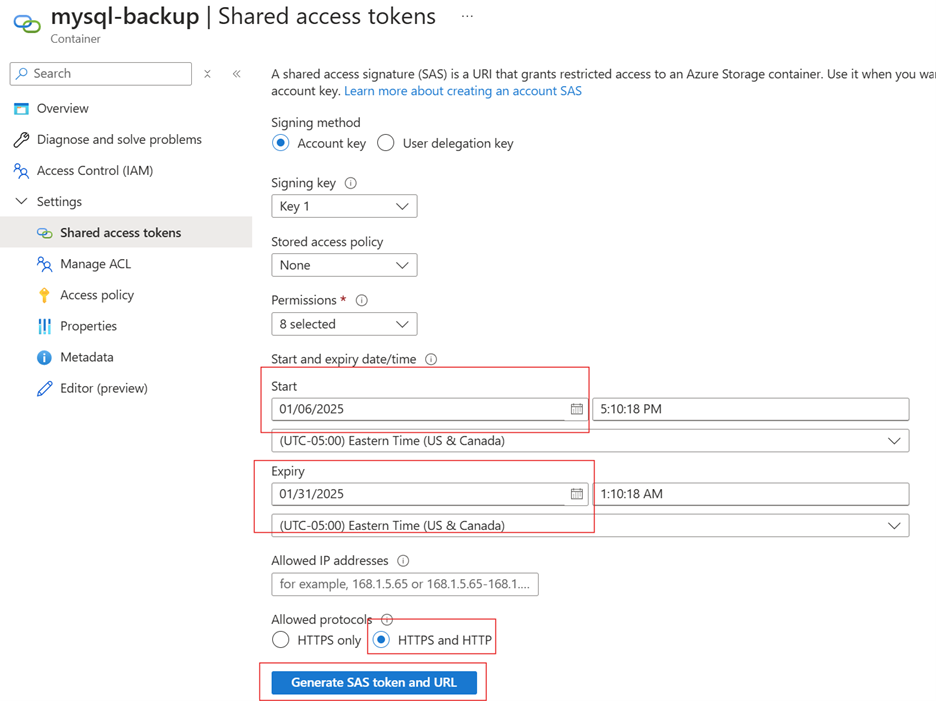 mysql-backup | Shared access tokens ...
Container
Search
A shared access signature (SAS) is a URI that grants restricted access to an Azure Storage container. Use it when you wa
account key. Learn more about creating an account SAS
Overview
Diagnose and solve problems
Access Control (IAM)
Settings
Shared access tokens
Manage ACL
Access policy
Properties
Metadata
Editor (preview)
Signing method
Account key User delegation key
Signing key
Key 1
Stored access policy
None
Permissions *
8 selected
Start and expiry date/time
Start
01/06/2025 5:10:18 PM
(UTC-05:00) Eastern Time (US & Canada)
Expiry
01/31/2025 1:10:18 AM
(UTC-05:00) Eastern Time (US & Canada)
Allowed IP addresses
for example, 168.1.5.65 or 168.1.5.65-168.1....
Allowed protocols
HTTPS only HTTPS and HTTP
Generate SAS token and URL